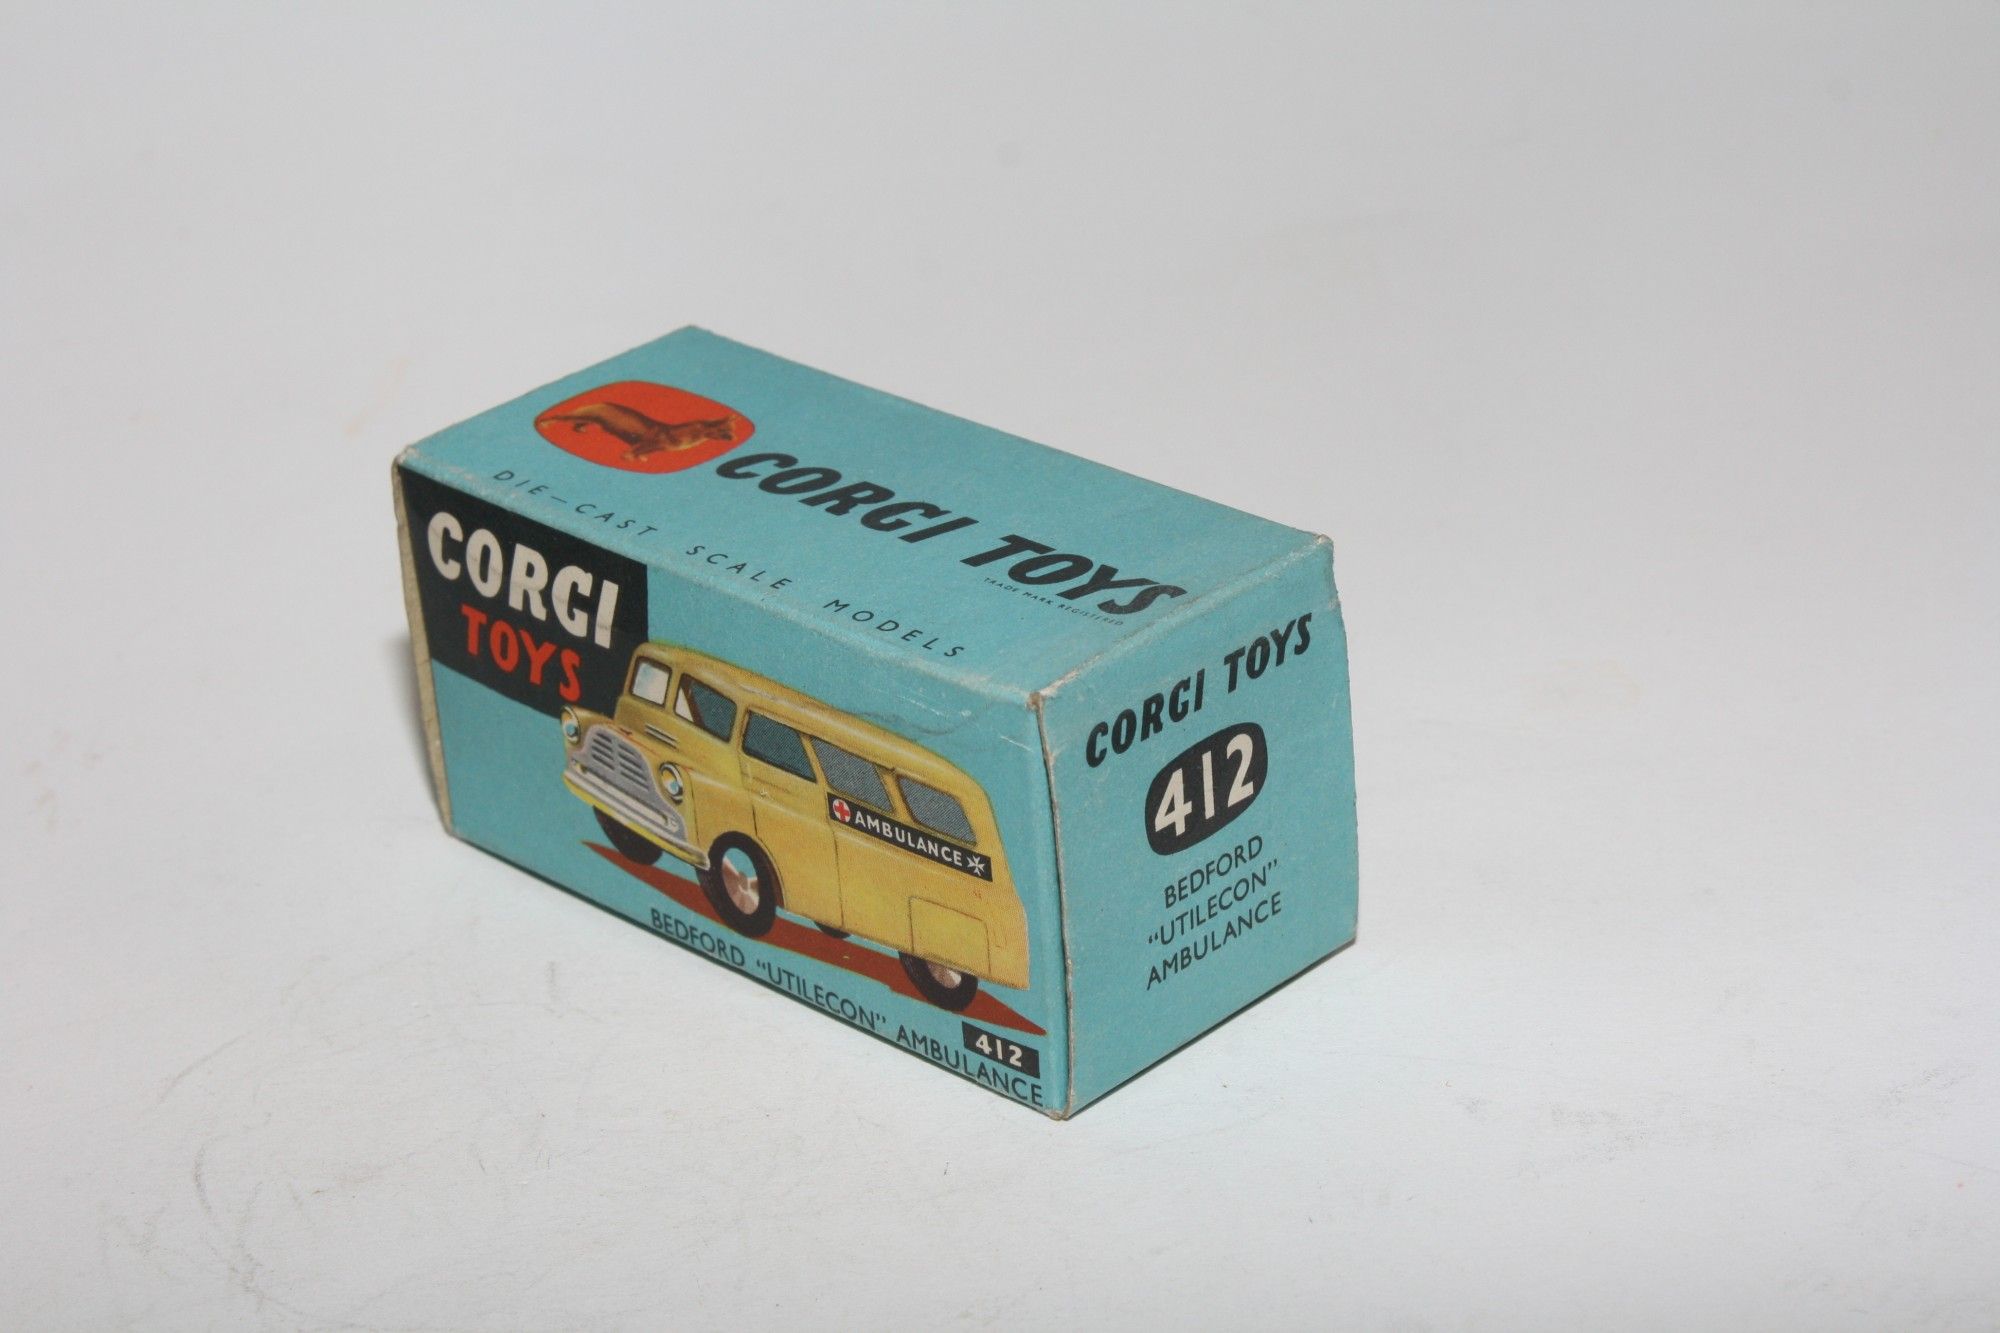 CORGI TOYS
TRADE MARK REGISTERED
DIE-CAST SCALE MODELS
CORGI
TOYS
AMBULANCE
BEDFORD "UTILECON" AMBULANCE
412
CORGI TOYS
412
BEDFORD
"UTILECON"
AMBULANCE